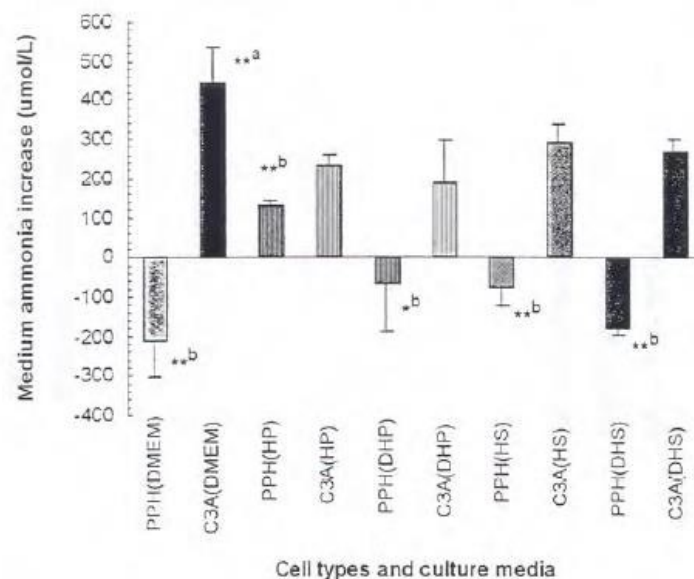 Medium ammonia increase (umol/L)
600
500
400
300
200
100
0
-100
-200
-300
-400
**a
**b
**b
*b
**b
**b
PPH(DMEM)
C3A(DMEM)
PPH(HP)
C3A(HP)
PPH(DHP)
C3A(DHP)
PPH(HS)
C3A(HS)
PPH(DHS)
C3A(DHS)
Cell types and culture media